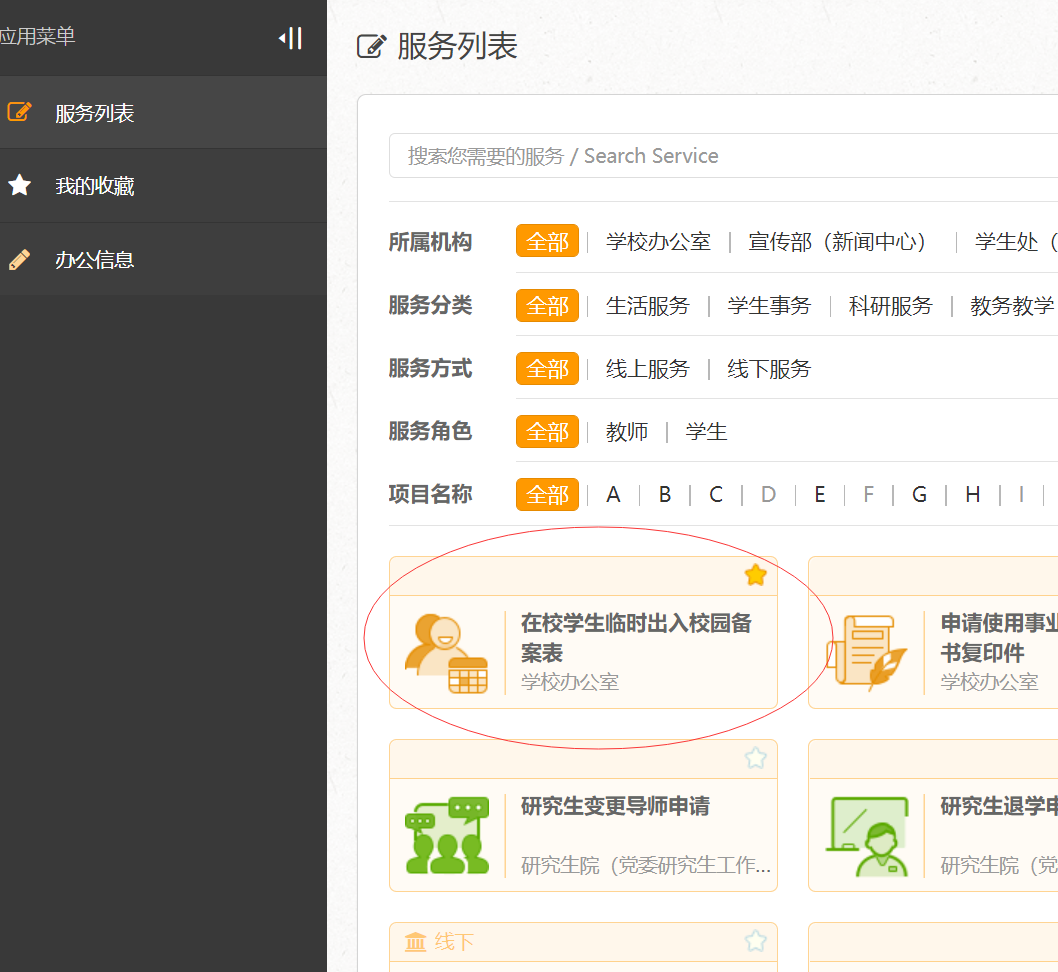 应用菜单
服务列表
我的收藏
办公信息
服务列表
搜索您需要的服务 / Search Service
所属机构 全部 学校办公室 宣传部（新闻中心） 学生处（
服务分类 全部 生活服务 学生事务 科研服务 教务教学
服务方式 全部 线上服务 线下服务
服务角色 全部 教师 学生
项目名称 全部 A B C D E F G H I
在校学生临时出入校园备
案表
学校办公室
申请使用事业
书复印件
学校办公室
研究生变更导师申请
研究生院（党委研究生工作...
研究生退学申
研究生院（党
线下